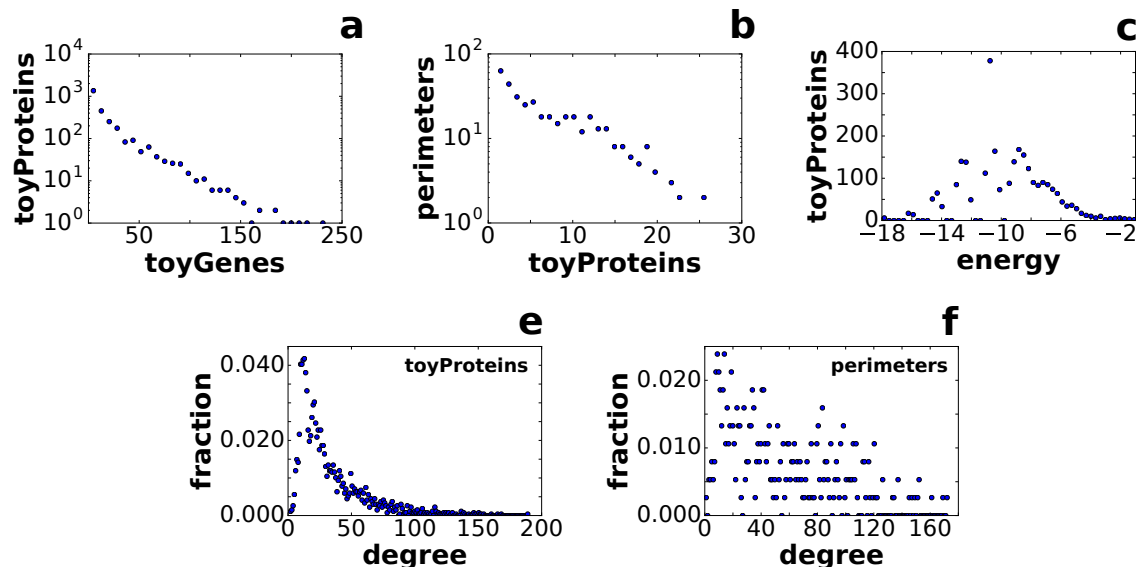 a
toyProteins
10^4
10^3
10^2
10^1
10^0
50 150 250
toyGenes
b
perimeters
10^2
10^1
10^0
0 10 20 30
toyProteins
c
toyProteins
400
300
200
100
0
−18 −14 −10 −6 −2
energy
e
toyProteins
fraction
0.040
0.020
0.000
0 50 100 150 200
degree
f
perimeters
fraction
0.020
0.010
0.000
0 40 80 120 160
degree